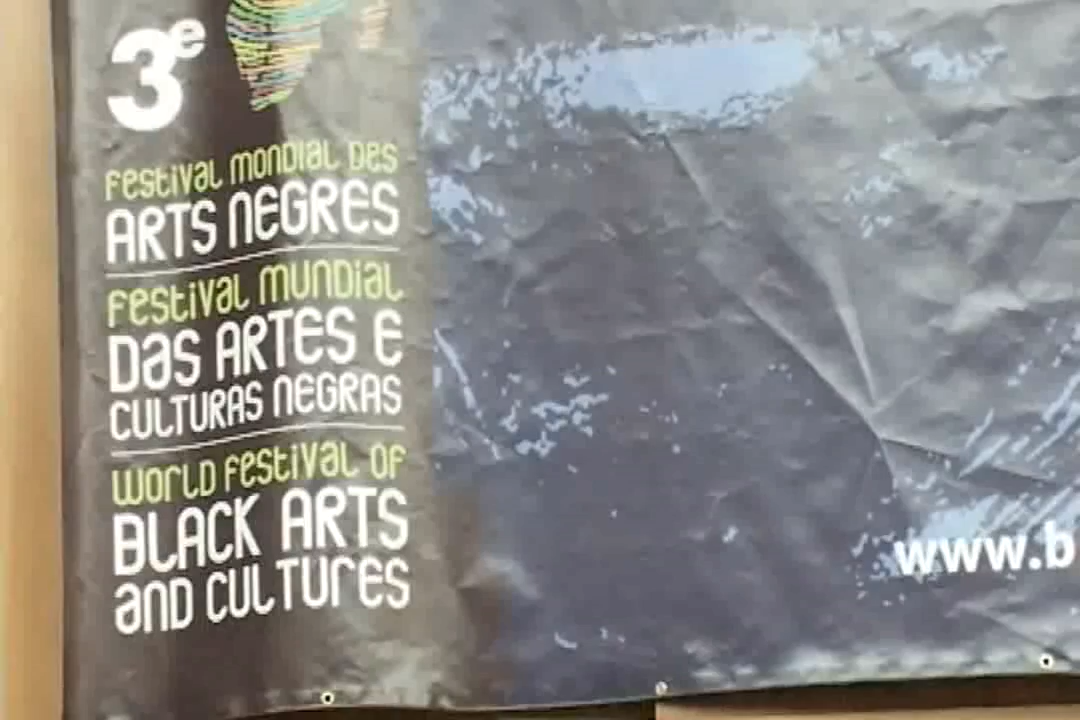 3e
Festival Mondial des
Arts Negres
Festival Mundial
das Artes e
Culturas Negras
World Festival of
Black Arts
and Cultures
www.b